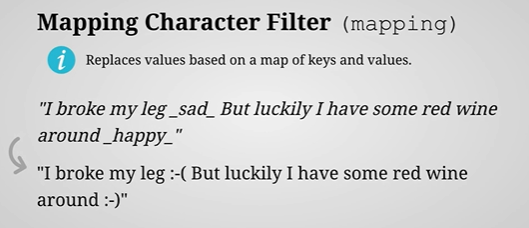 Mapping Character Filter (mapping)
i Replaces values based on a map of keys and values.
"I broke my leg _sad_ But luckily I have some red wine
around _happy_"
"I broke my leg :-( But luckily I have some red wine
around :-)"